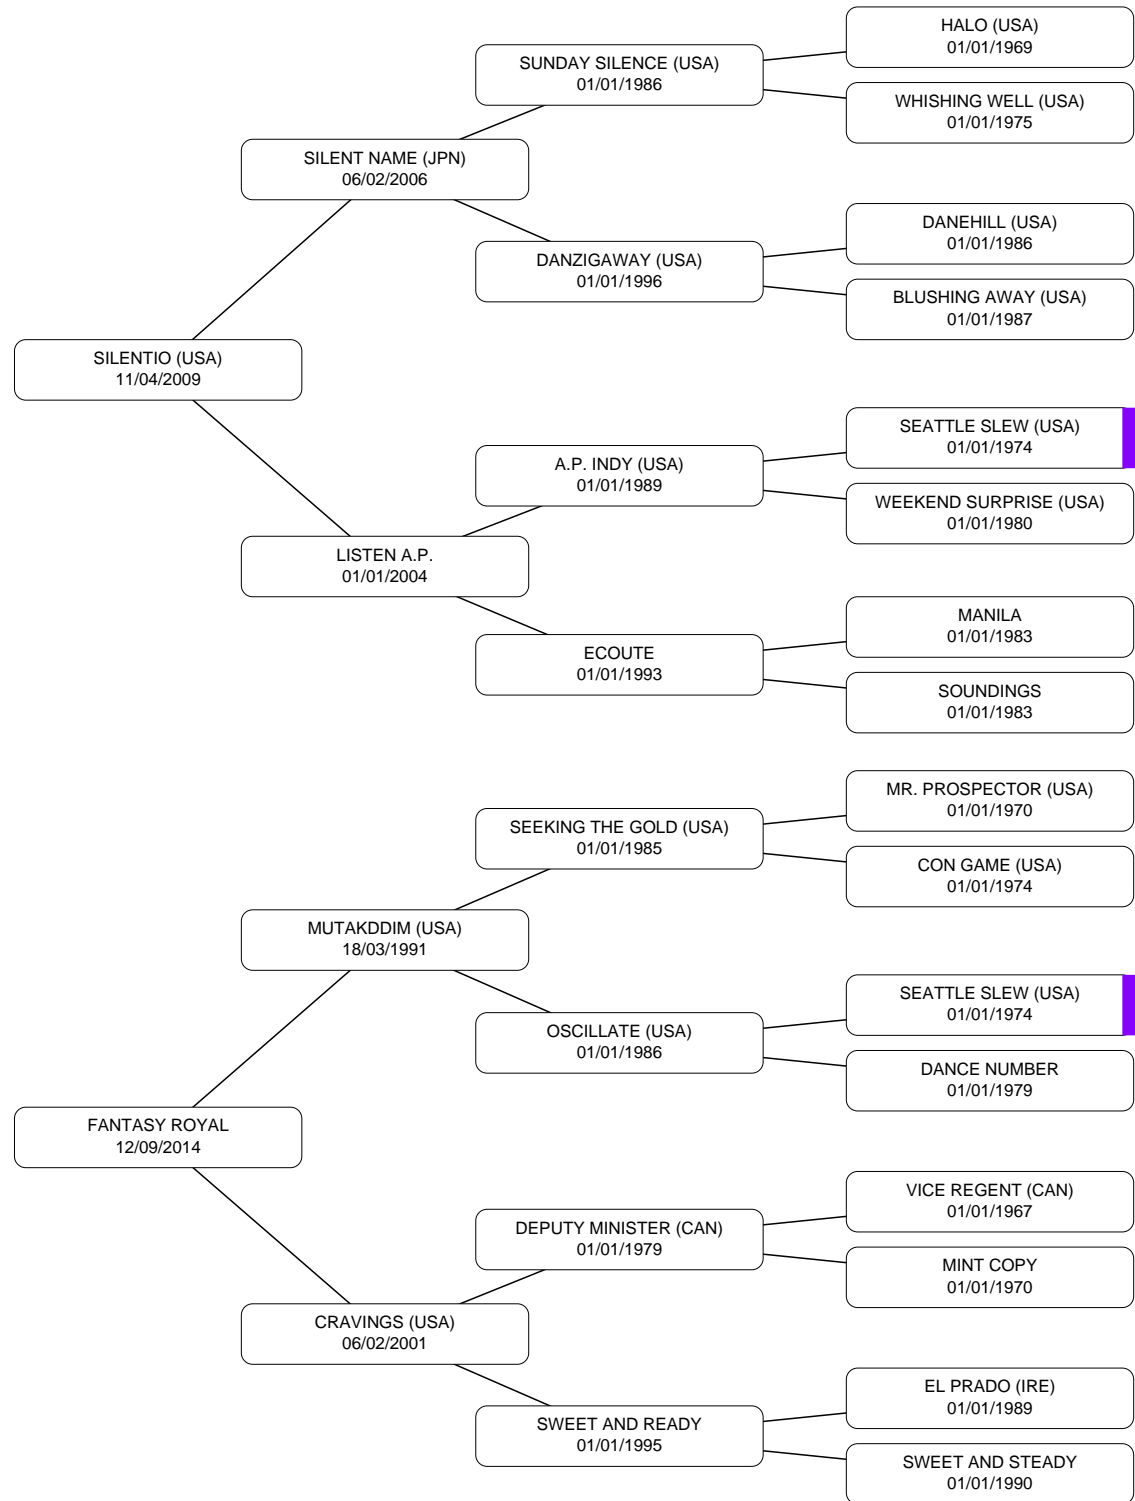 HALO (USA)
01/01/1969
SUNDAY SILENCE (USA)
01/01/1986
WHISHING WELL (USA)
01/01/1975
SILENT NAME (JPN)
06/02/2006
DANEHILL (USA)
01/01/1986
DANZIGAWAY (USA)
01/01/1996
BLUSHING AWAY (USA)
01/01/1987
SILENTIO (USA)
11/04/2009
SEATTLE SLEW (USA)
01/01/1974
A.P. INDY (USA)
01/01/1989
WEEKEND SURPRISE (USA)
01/01/1980
LISTEN A.P.
01/01/2004
MANILA
01/01/1983
ECOUTE
01/01/1993
SOUNDINGS
01/01/1983
MR. PROSPECTOR (USA)
01/01/1970
SEEKING THE GOLD (USA)
01/01/1985
CON GAME (USA)
01/01/1974
MUTAKDDIM (USA)
18/03/1991
SEATTLE SLEW (USA)
01/01/1974
OSCILLATE (USA)
01/01/1986
DANCE NUMBER
01/01/1979
FANTASY ROYAL
12/09/2014
VICE REGENT (CAN)
01/01/1967
DEPUTY MINISTER (CAN)
01/01/1979
MINT COPY
01/01/1970
CRAVINGS (USA)
06/02/2001
EL PRADO (IRE)
01/01/1989
SWEET AND READY
01/01/1995
SWEET AND STEADY
01/01/1990